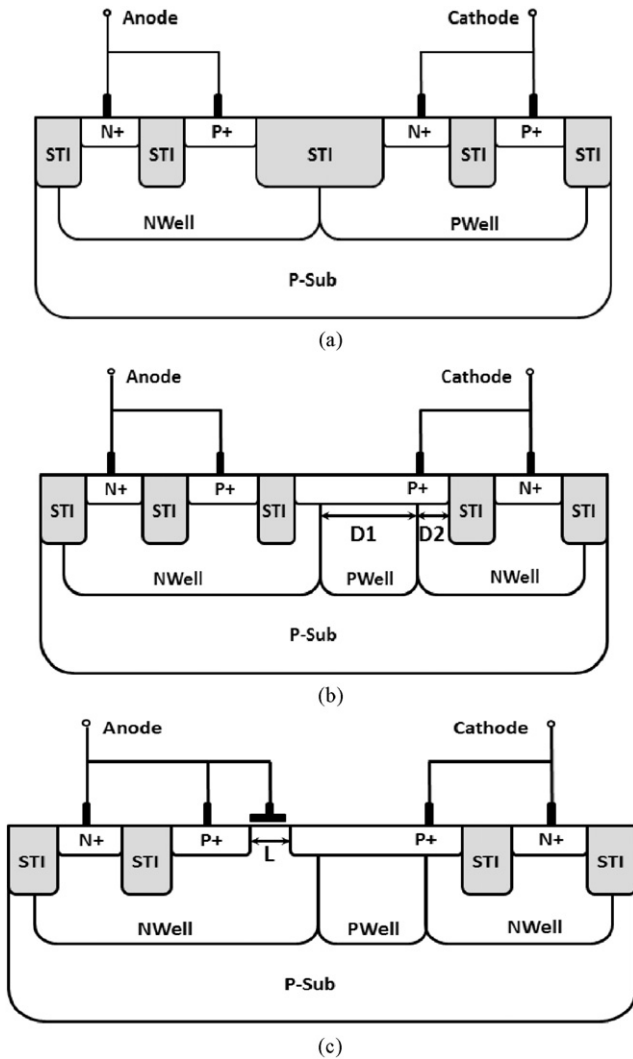 Anode Cathode
N+ P+ N+ P+
STI STI STI STI STI
NWell PWell
P-Sub
(a)
Anode Cathode
N+ P+ P+ N+
STI STI STI STI STI
D1 D2
NWell PWell NWell
P-Sub
(b)
Anode Cathode
N+ P+ P+ N+
STI STI STI STI
L
NWell PWell NWell
P-Sub
(c)